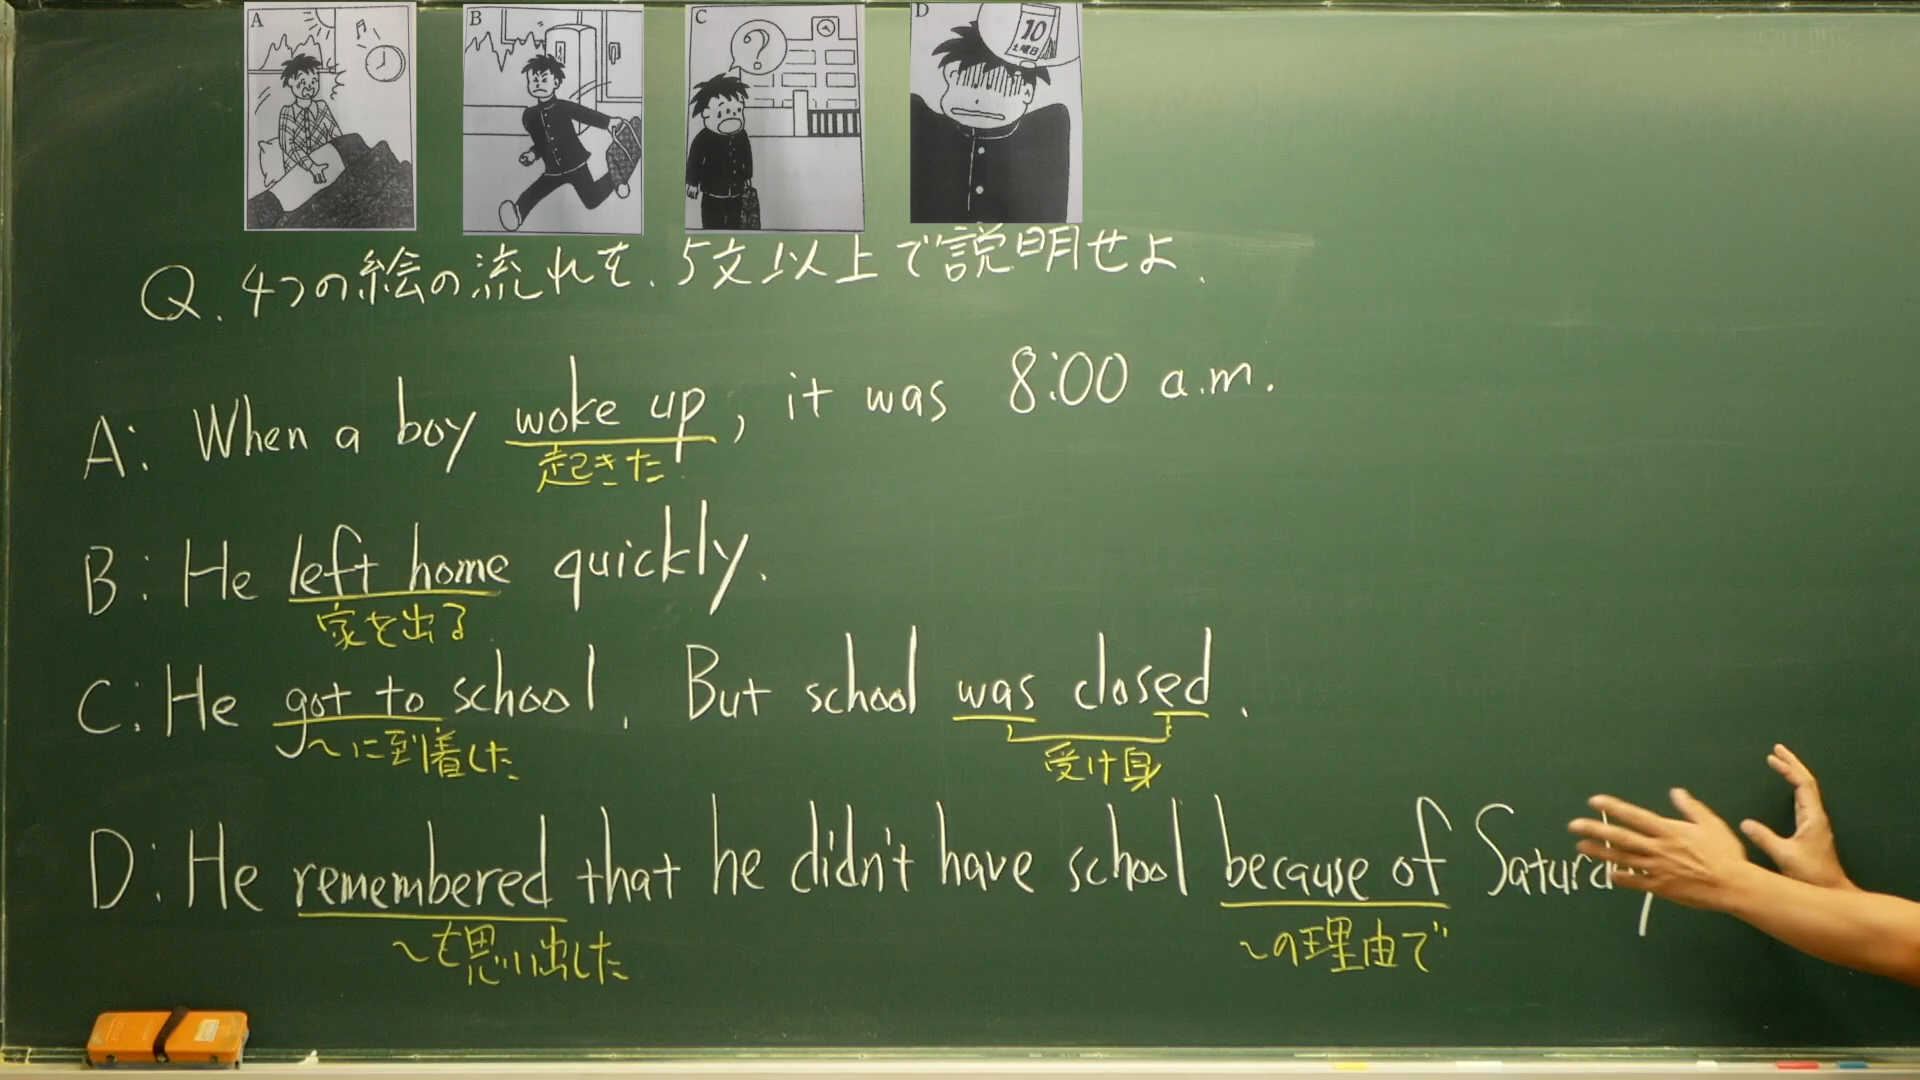 A
B
C
?
D
10
土曜日
Q. 4つの絵の流れを、5文以上で説明せよ.
A: When a boy woke up, it was 8:00 a.m.
起きた
B: He left home quickly.
家を出る
C: He got to school. But school was closed.
～に到着した
受け身
D: He remembered that he didn't have school because of
～を思い出した
～の理由で